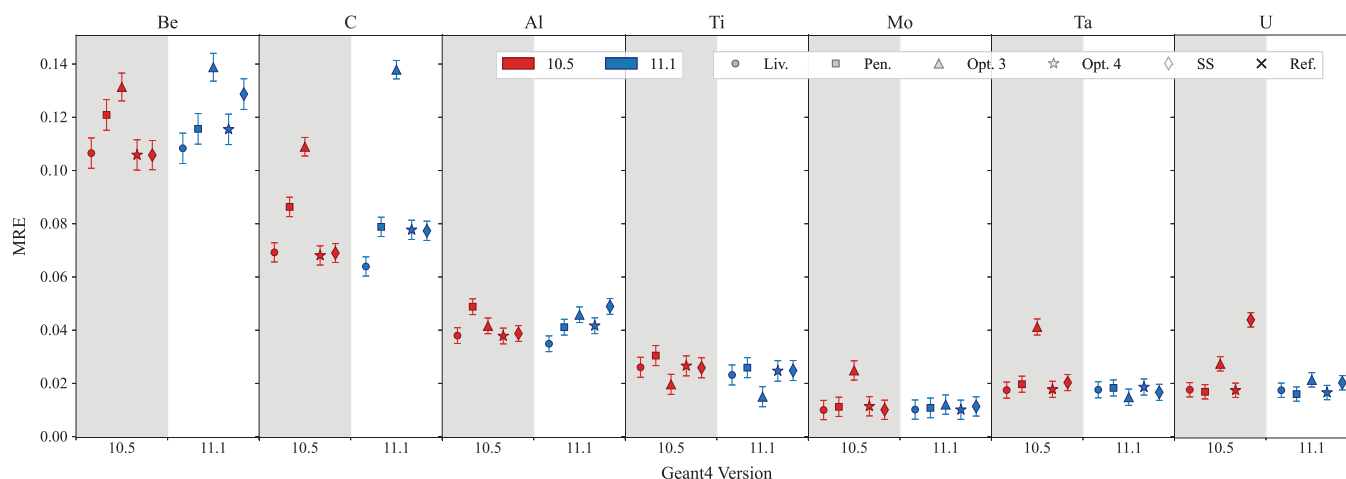 Be C Al Ti Mo Ta U
10.5 11.1 Liv. Pen. Opt. 3 Opt. 4 SS Ref.
0.14
0.12
0.10
0.08
0.06
0.04
0.02
0.00
MRE
10.5 11.1 10.5 11.1 10.5 11.1 10.5 11.1 10.5 11.1 10.5 11.1 10.5 11.1
Geant4 Version